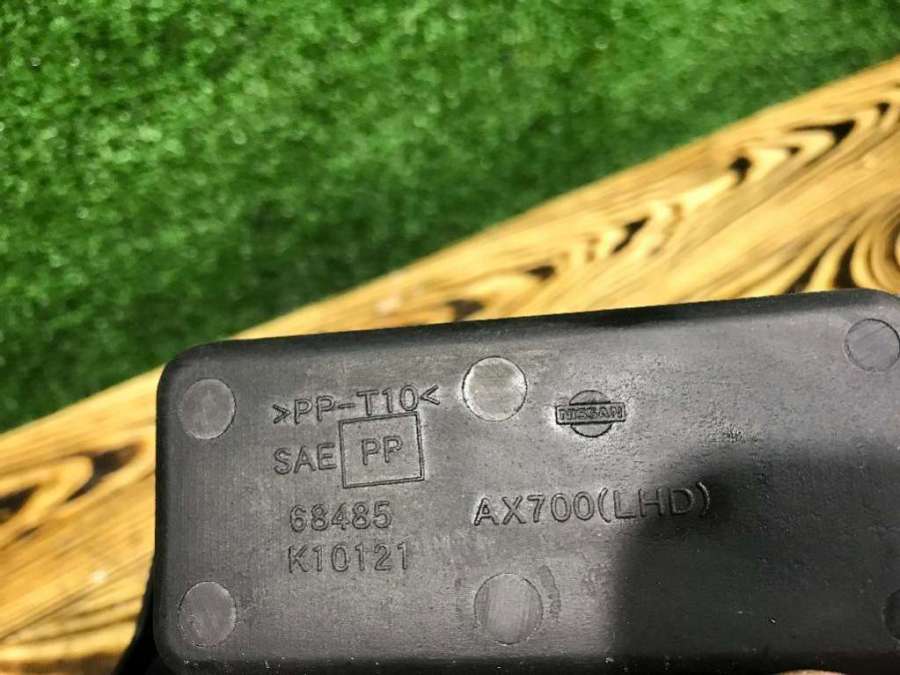 >PP-T10<
NISSAN
SAE PP
68485
AX700(LHD)
K10121